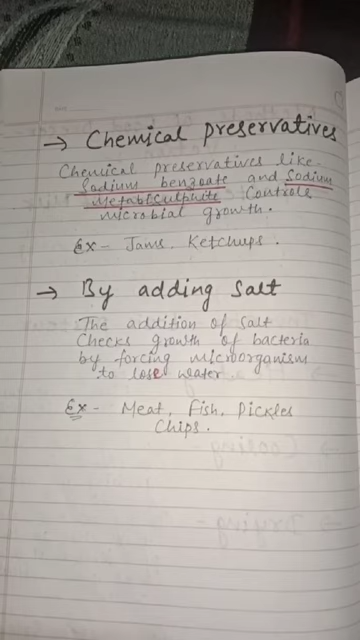 → Chemical preservatives
Chemical preservatives like
Sodium benzoate and Sodium
Metabisulphite Controls
microbial growth.
Ex- Jams, Ketchups.
→ By adding Salt
The addition of Salt
Checks growth of bacteria
by forcing microorganism
to lose water.
Ex- Meat, Fish, Pickles
Chips.